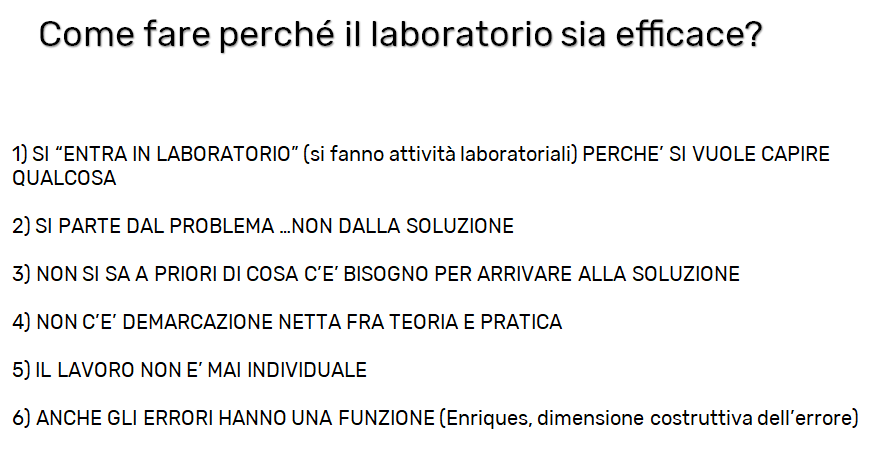 Come fare perché il laboratorio sia efficace?
1) SI “ENTRA IN LABORATORIO” (si fanno attività laboratoriali) PERCHE’ SI VUOLE CAPIRE
QUALCOSA
2) SI PARTE DAL PROBLEMA …NON DALLA SOLUZIONE
3) NON SI SA A PRIORI DI COSA C’E’ BISOGNO PER ARRIVARE ALLA SOLUZIONE
4) NON C’E’ DEMARCAZIONE NETTA FRA TEORIA E PRATICA
5) IL LAVORO NON E’ MAI INDIVIDUALE
6) ANCHE GLI ERRORI HANNO UNA FUNZIONE (Enriques, dimensione costruttiva dell’errore)